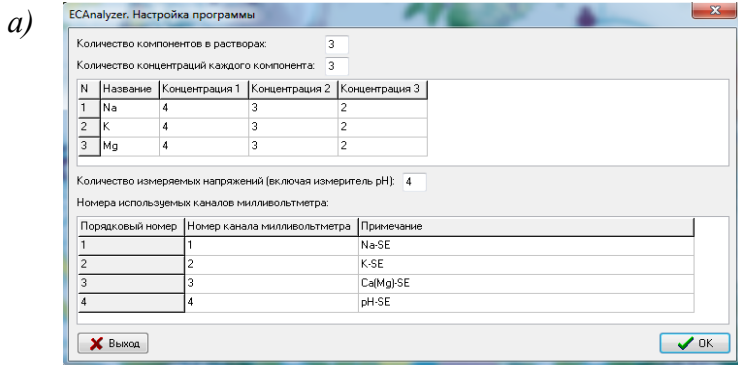 а)
ECAnalyzer. Настройка программы
Количество компонентов в растворах: 3
Количество концентраций каждого компонента: 3
N Название Концентрация 1 Концентрация 2 Концентрация 3
1 Na 4 3 2
2 K 4 3 2
3 Mg 4 3 2
Количество измеряемых напряжений (включая измеритель pH): 4
Номера используемых каналов милливольтметра:
Порядковый номер Номер канала милливольтметра Примечание
1 1 Na-SE
2 2 K-SE
3 3 Ca(Mg)-SE
4 4 pH-SE
Выход OK